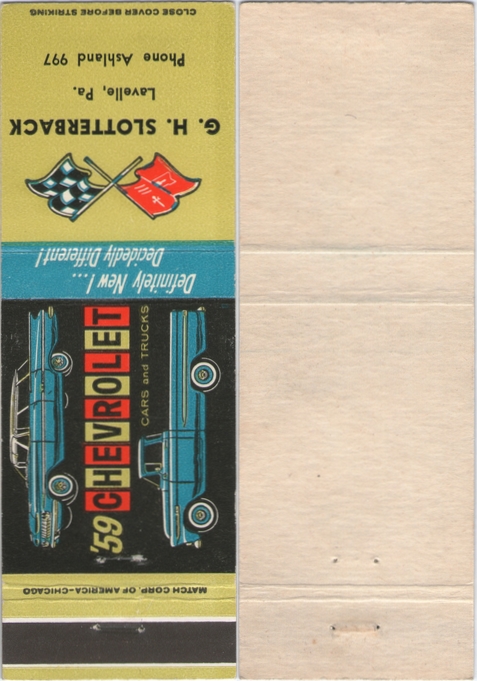 CLOSE COVER BEFORE STRIKING
Phone Ashland 997
Lavelle, Pa.
G. H. SLOTTERBACK
Definitely New!...
Decidedly Different!
'59 CHEVROLET
CARS and TRUCKS
MATCH CORP. OF AMERICA-CHICAGO